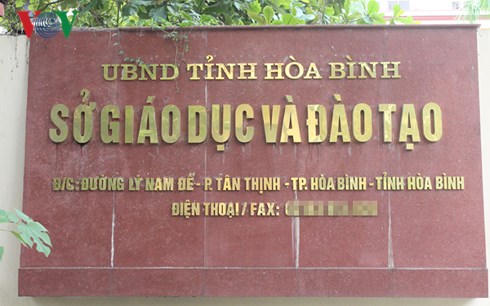 VOV
UBND TỈNH HÒA BÌNH
SỞ GIÁO DỤC VÀ ĐÀO TẠO
Đ/C: ĐƯỜNG LÝ NAM ĐẾ - P. TÂN THỊNH - TP. HÒA BÌNH - TỈNH HÒA BÌNH
ĐIỆN THOẠI / FAX: